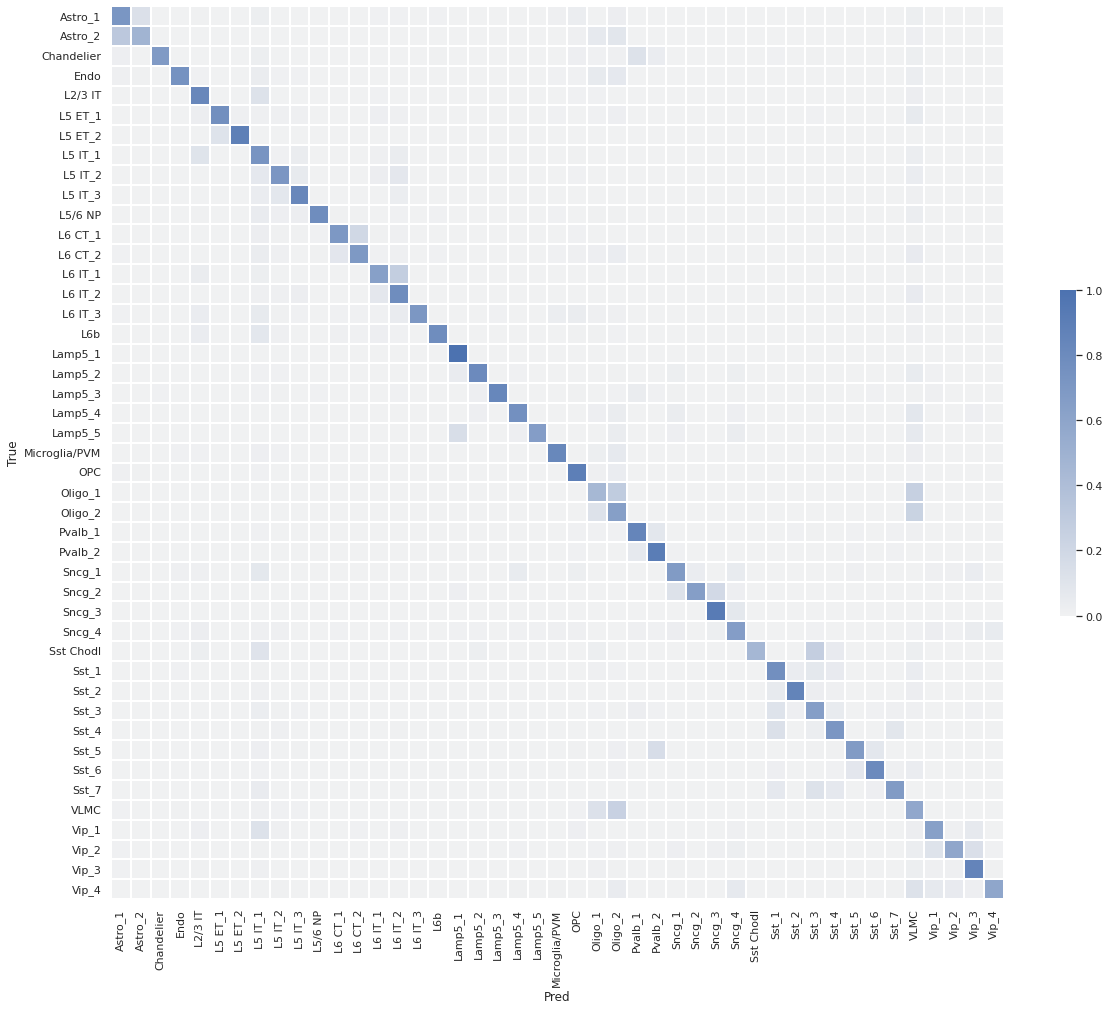 Astro_1
Astro_2
Chandelier
Endo
L2/3 IT
L5 ET_1
L5 ET_2
L5 IT_1
L5 IT_2
L5 IT_3
L5/6 NP
L6 CT_1
L6 CT_2
L6 IT_1
L6 IT_2
L6 IT_3
L6b
Lamp5_1
Lamp5_2
Lamp5_3
Lamp5_4
Lamp5_5
Microglia/PVM
OPC
Oligo_1
Oligo_2
Pvalb_1
Pvalb_2
Sncg_1
Sncg_2
Sncg_3
Sncg_4
Sst Chodl
Sst_1
Sst_2
Sst_3
Sst_4
Sst_5
Sst_6
Sst_7
VLMC
Vip_1
Vip_2
Vip_3
Vip_4
True
Astro_1
Astro_2
Chandelier
Endo
L2/3 IT
L5 ET_1
L5 ET_2
L5 IT_1
L5 IT_2
L5 IT_3
L5/6 NP
L6 CT_1
L6 CT_2
L6 IT_1
L6 IT_2
L6 IT_3
L6b
Lamp5_1
Lamp5_2
Lamp5_3
Lamp5_4
Lamp5_5
Microglia/PVM
OPC
Oligo_1
Oligo_2
Pvalb_1
Pvalb_2
Sncg_1
Sncg_2
Sncg_3
Sncg_4
Sst Chodl
Sst_1
Sst_2
Sst_3
Sst_4
Sst_5
Sst_6
Sst_7
VLMC
Vip_1
Vip_2
Vip_3
Vip_4
Pred
1.0
0.8
0.6
0.4
0.2
0.0